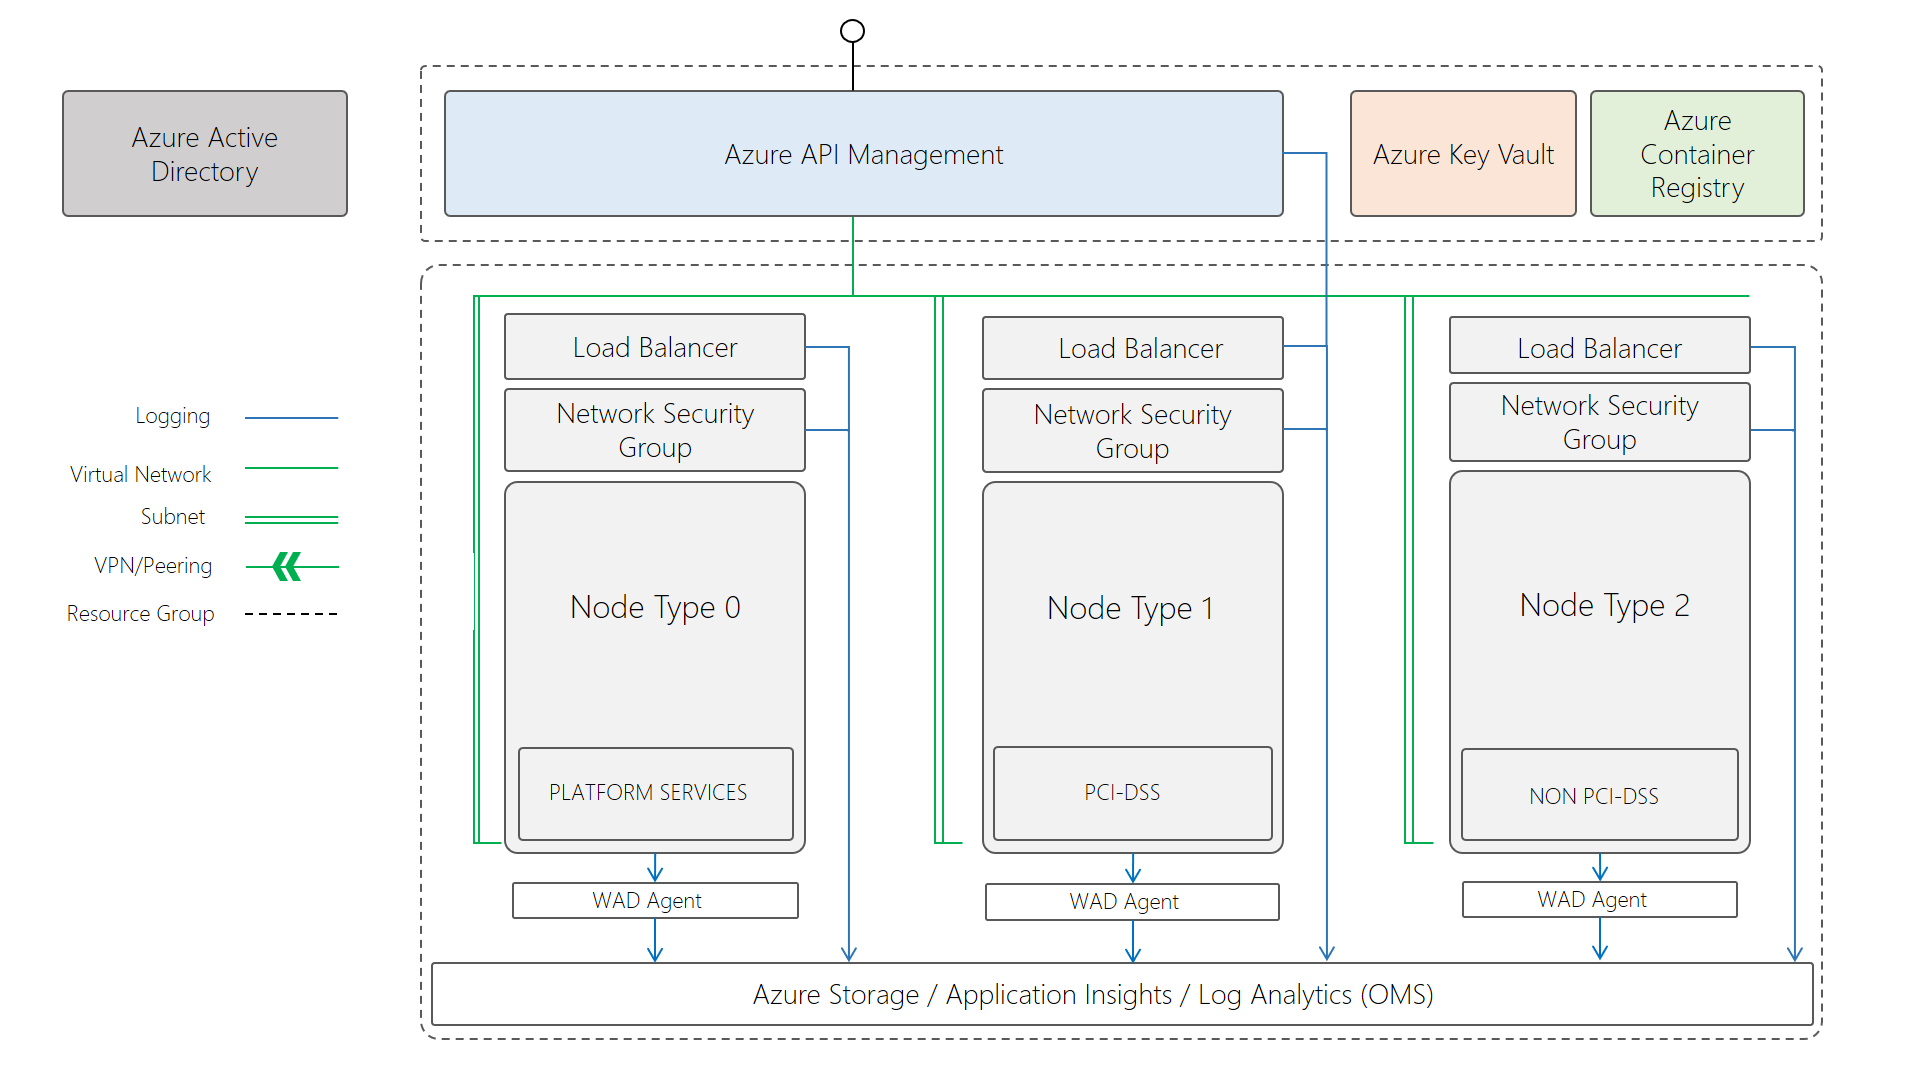 Azure Active
Directory
Azure API Management
Azure Key Vault
Azure
Container
Registry
Logging
Virtual Network
Subnet
VPN/Peering
Resource Group
Load Balancer
Network Security
Group
Node Type 0
PLATFORM SERVICES
WAD Agent
Load Balancer
Network Security
Group
Node Type 1
PCI-DSS
WAD Agent
Load Balancer
Network Security
Group
Node Type 2
NON PCI-DSS
WAD Agent
Azure Storage / Application Insights / Log Analytics (OMS)